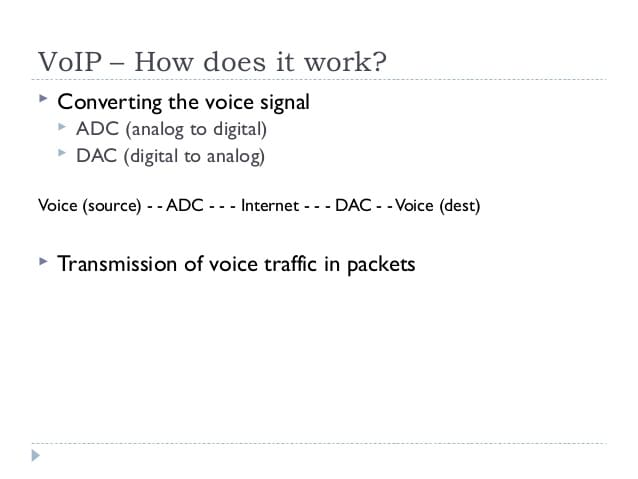 VoIP – How does it work?
Converting the voice signal
ADC (analog to digital)
DAC (digital to analog)
Voice (source) - - ADC - - - Internet - - - DAC - - Voice (dest)
Transmission of voice traffic in packets